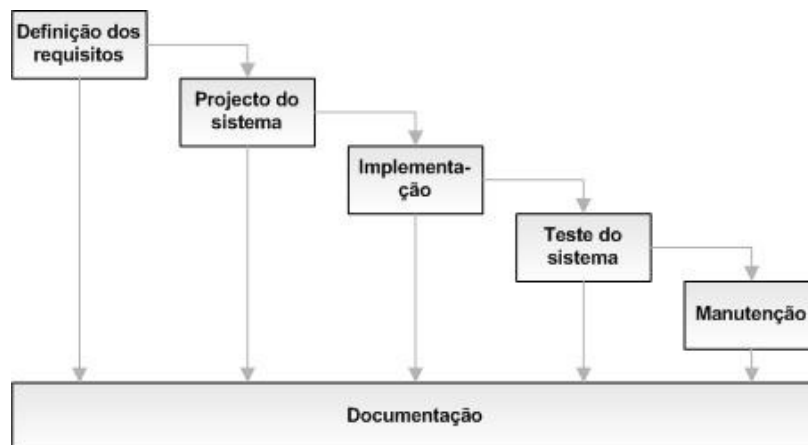 Definição dos
requisitos
Projecto do
sistema
Implementa-
ção
Teste do
sistema
Manutenção
Documentação